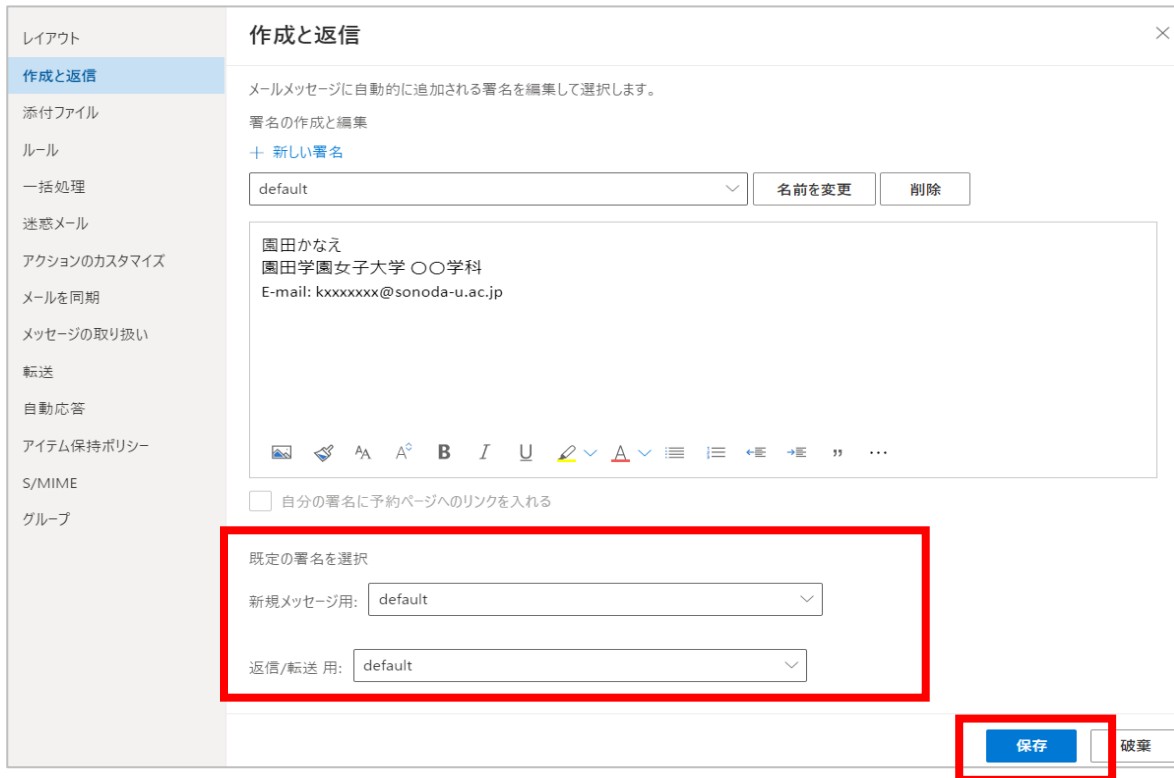 レイアウト
作成と返信
添付ファイル
ルール
一括処理
迷惑メール
アクションのカスタマイズ
メールを同期
メッセージの取り扱い
転送
自動応答
アイテム保持ポリシー
S/MIME
グループ
作成と返信
メールメッセージに自動的に追加される署名を編集して選択します。
署名の作成と編集
+ 新しい署名
default
名前を変更
削除
園田かなえ
園田学園女子大学 〇〇学科
E-mail: kxxxxxxx@sonoda-u.ac.jp
自分の署名に予約ページへのリンクを入れる
既定の署名を選択
新規メッセージ用: default
返信/転送 用: default
保存
破棄